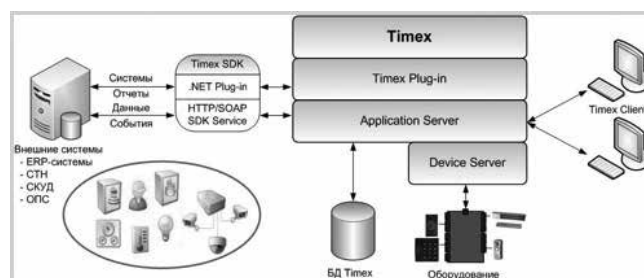 Timex
Timex SDK
.NET Plug-in
HTTP/SOAP
SDK Service
Timex Plug-in
Application Server
Device Server
Системы
Отчеты
Данные
События
Timex Client
Внешние системы
- ERP-системы
- СТН
- СКУД
- ОПС
БД Timex
Оборудование